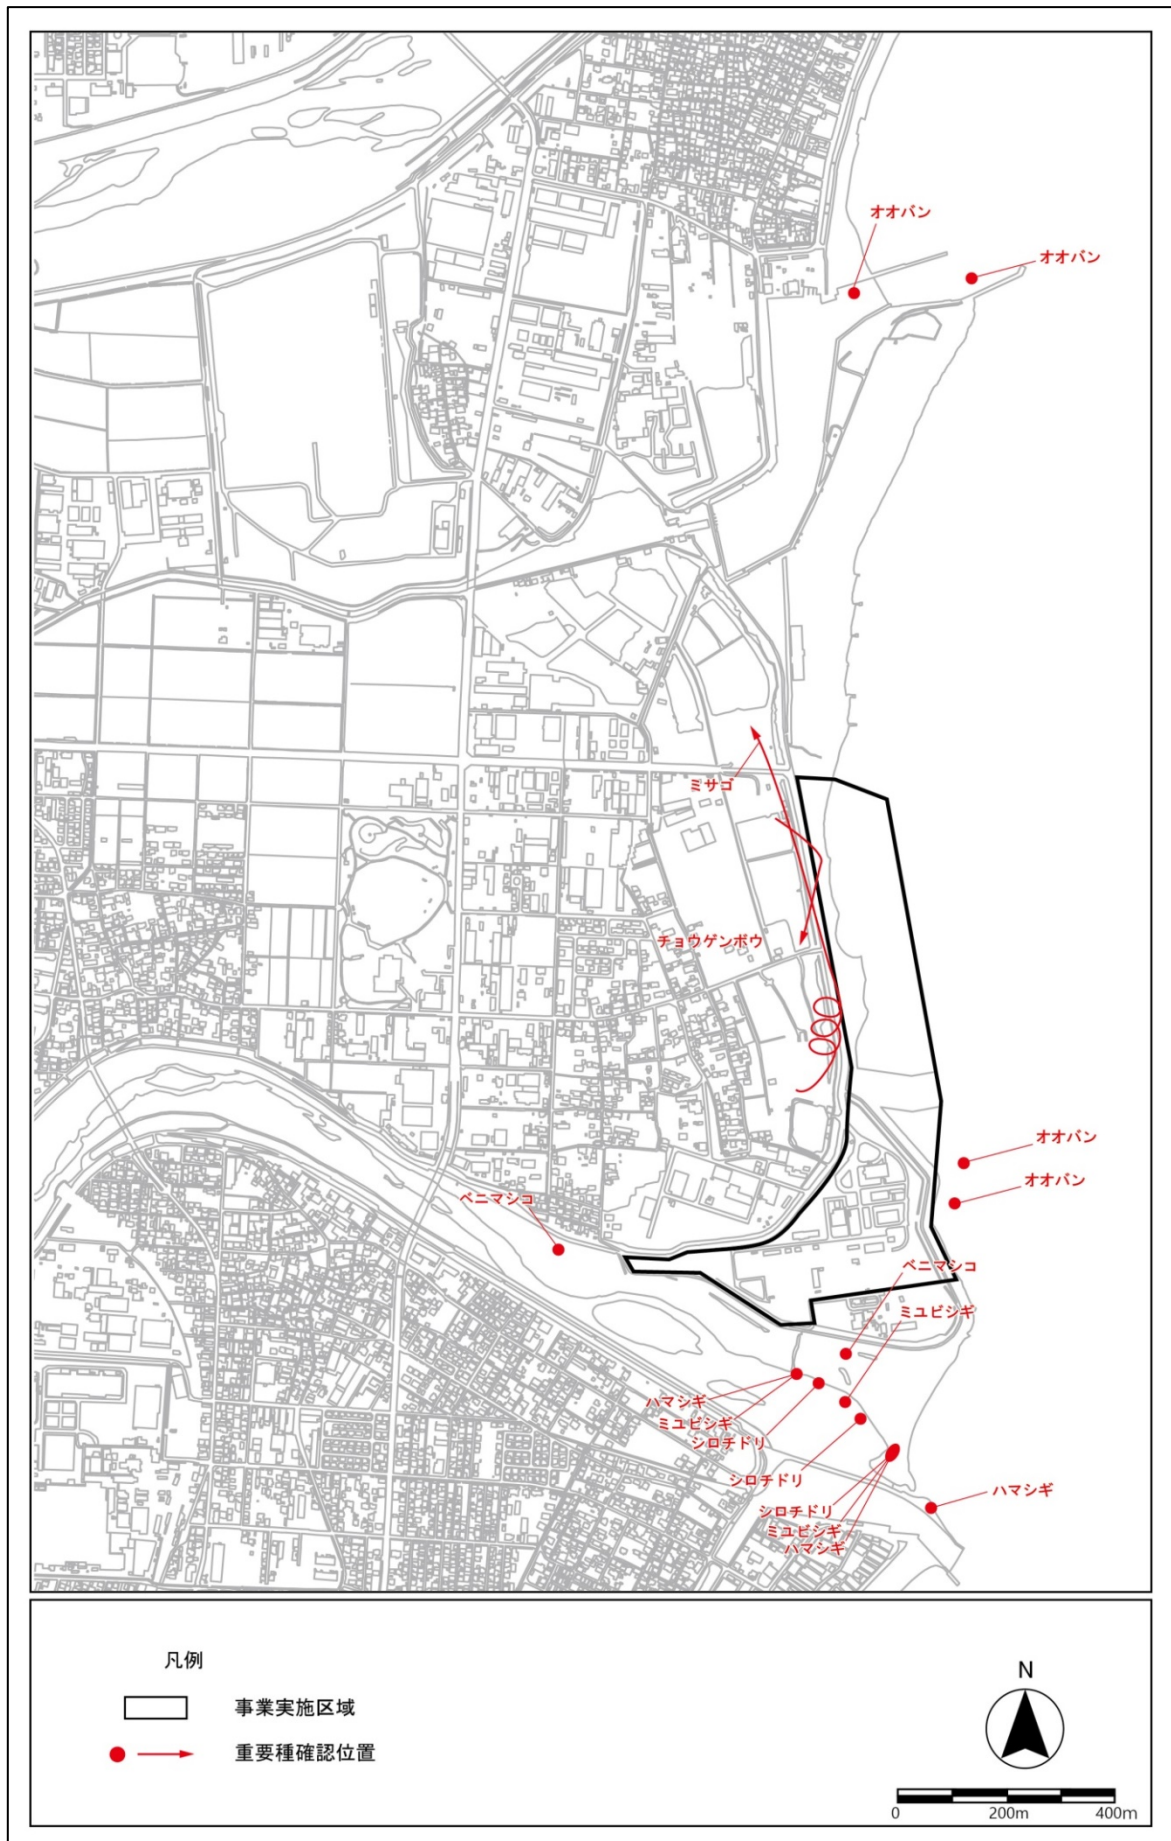 オオバン
オオバン
ミサゴ
チョウゲンボウ
オオバン
オオバン
ベニマシコ
ベニマシコ
ミユビシギ
ハマシギ
ミユビシギ
シロチドリ
シロチドリ
ハマシギ
シロチドリ
ミユビシギ
ハマシギ
凡例
事業実施区域
重要種確認位置
N
0 200m 400m